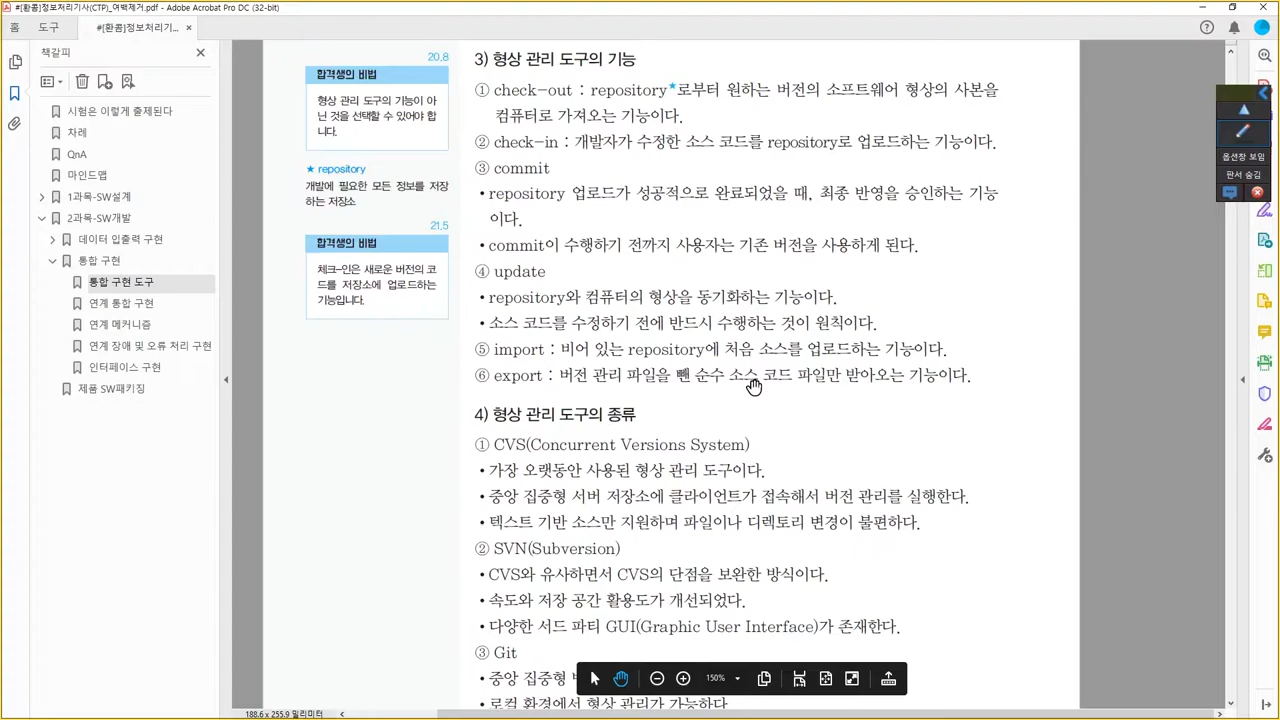 #[환콤]정보처리기사(CTP)_여백제거.pdf - Adobe Acrobat Pro DC (32-bit)
홈 도구 #[환콤]정보처리기... ×
책갈피
시험은 이렇게 출제된다
차례
QnA
마인드맵
1과목-SW설계
2과목-SW개발
데이터 입출력 구현
통합 구현
통합 구현 도구
연계 통합 구현
연계 메커니즘
연계 장애 및 오류 처리 구현
인터페이스 구현
제품 SW패키징
20.8
합격생의 비법
형상 관리 도구의 기능이 아
닌 것을 선택할 수 있어야 합
니다.
★ repository
개발에 필요한 모든 정보를 저장
하는 저장소
21.5
합격생의 비법
체크-인은 새로운 버전의 코
드를 저장소에 업로드하는
기능입니다.
3) 형상 관리 도구의 기능
① check-out : repository★로부터 원하는 버전의 소프트웨어 형상의 사본을
컴퓨터로 가져오는 기능이다.
② check-in : 개발자가 수정한 소스 코드를 repository로 업로드하는 기능이다.
③ commit
• repository 업로드가 성공적으로 완료되었을 때, 최종 반영을 승인하는 기능
이다.
• commit이 수행하기 전까지 사용자는 기존 버전을 사용하게 된다.
④ update
• repository와 컴퓨터의 형상을 동기화하는 기능이다.
• 소스 코드를 수정하기 전에 반드시 수행하는 것이 원칙이다.
⑤ import : 비어 있는 repository에 처음 소스를 업로드하는 기능이다.
⑥ export : 버전 관리 파일을 뺀 순수 소스 코드 파일만 받아오는 기능이다.
4) 형상 관리 도구의 종류
① CVS(Concurrent Versions System)
• 가장 오랫동안 사용된 형상 관리 도구이다.
• 중앙 집중형 서버 저장소에 클라이언트가 접속해서 버전 관리를 실행한다.
• 텍스트 기반 소스만 지원하며 파일이나 디렉토리 변경이 불편하다.
② SVN(Subversion)
• CVS와 유사하면서 CVS의 단점을 보완한 방식이다.
• 속도와 저장 공간 활용도가 개선되었다.
• 다양한 서드 파티 GUI(Graphic User Interface)가 존재한다.
③ Git
• 중앙 집중형
• 로컬 환경에서 형상 관리가 가능하다
150%
188.6 x 255.9 밀리미터
옵션창 보임
판서 숨김